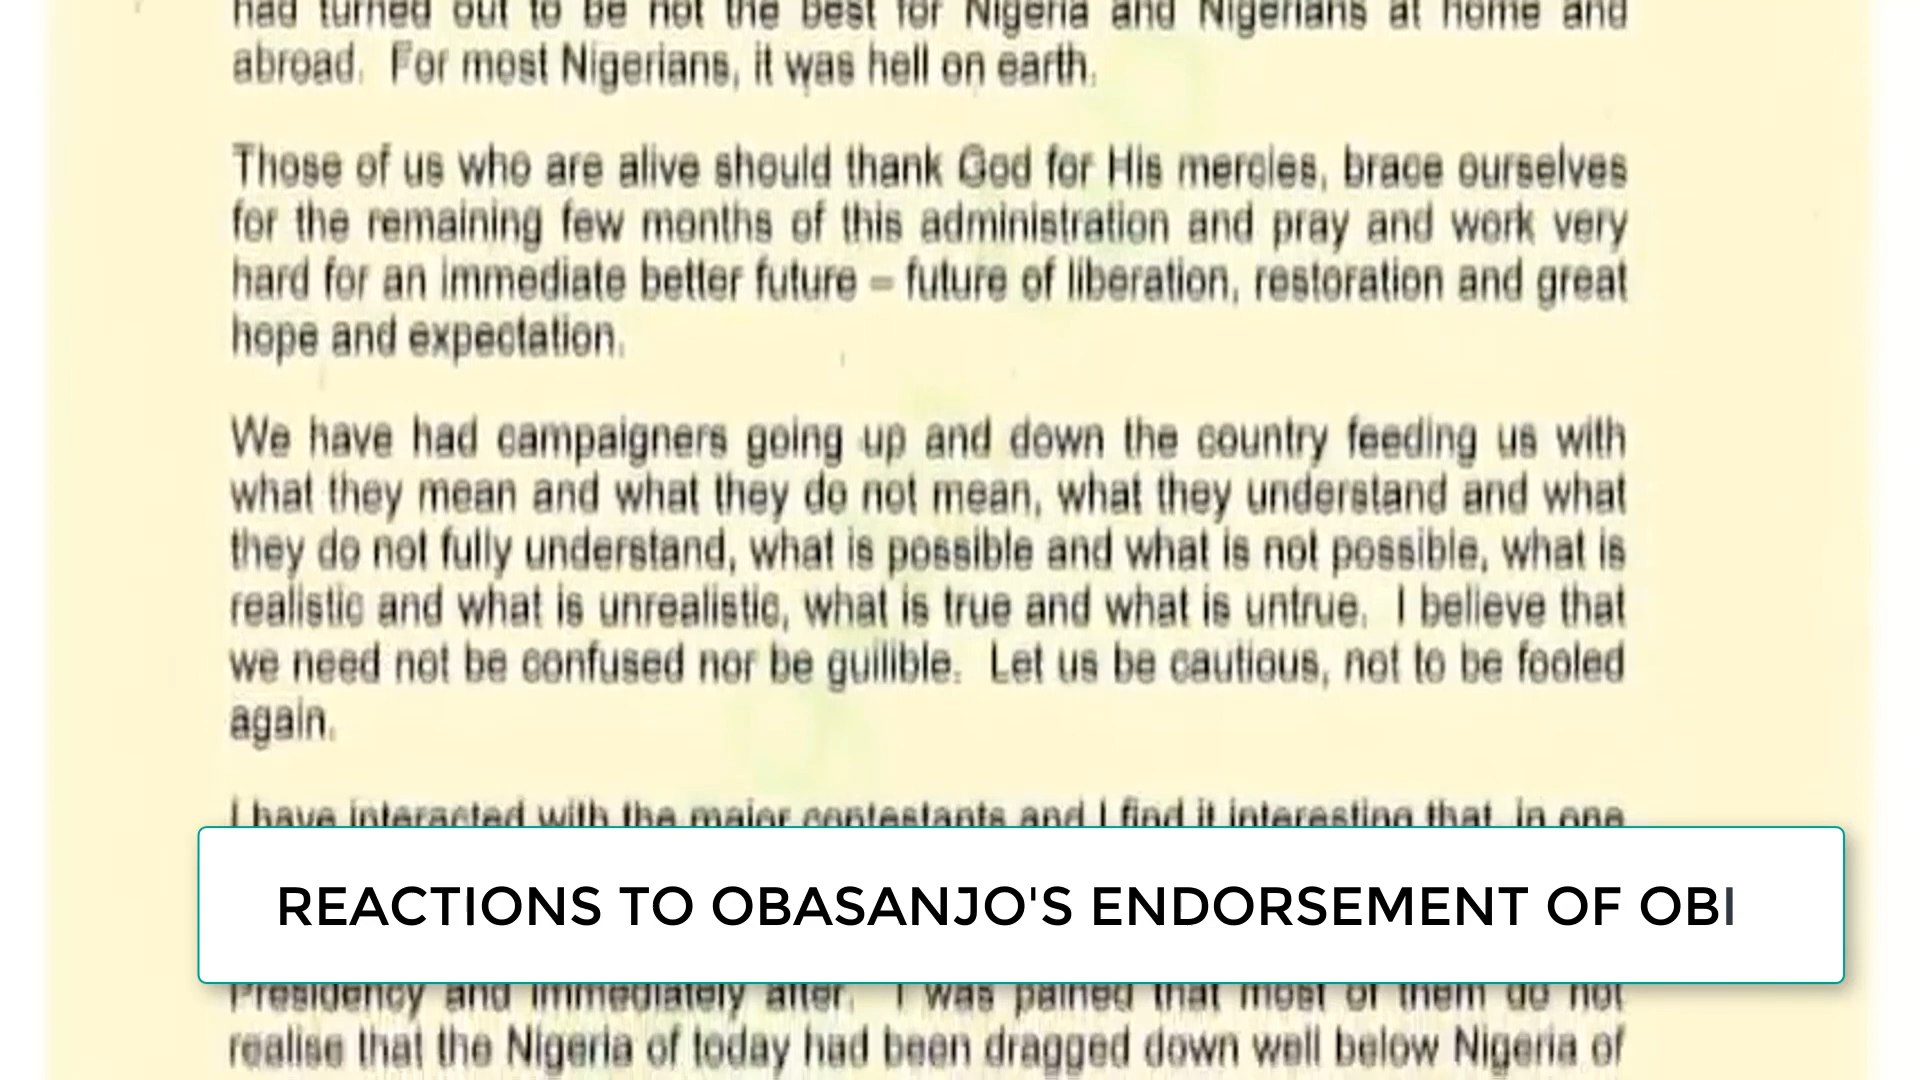 had turned out to be not the best for Nigeria and Nigerians at home and
abroad. For most Nigerians, it was hell on earth.
Those of us who are alive should thank God for His mercies, brace ourselves
for the remaining few months of this administration and pray and work very
hard for an immediate better future – future of liberation, restoration and great
hope and expectation.
We have had campaigners going up and down the country feeding us with
what they mean and what they do not mean, what they understand and what
they do not fully understand, what is possible and what is not possible, what is
realistic and what is unrealistic, what is true and what is untrue. I believe that
we need not be confused nor be gullible. Let us be cautious, not to be fooled
again.
I have interacted with the major contestants and I find it interesting that, in one
REACTIONS TO OBASANJO'S ENDORSEMENT OF OBI
Presidency and immediately after. I was pained that most of them do not
realise that the Nigeria of today had been dragged down well below Nigeria of